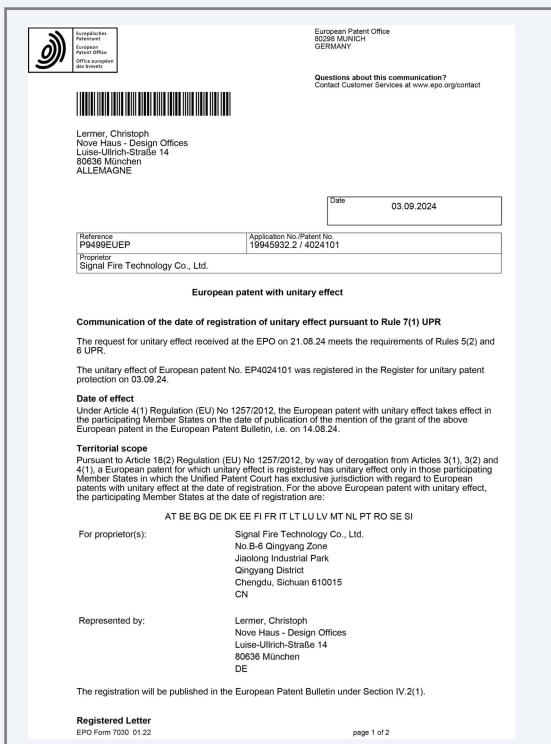 Europäisches
Patentamt
European
Patent Office
Office européen
des brevets
European Patent Office
80298 MUNICH
GERMANY
Questions about this communication?
Contact Customer Services at www.epo.org/contact
Lermer, Christoph
Nove Haus - Design Offices
Luise-Ullrich-Straße 14
80636 München
ALLEMAGNE
Date
03.09.2024
Reference
P9499EUEP
Application No./Patent No.
19945932.2 / 4024101
Proprietor
Signal Fire Technology Co., Ltd.
European patent with unitary effect
Communication of the date of registration of unitary effect pursuant to Rule 7(1) UPR
The request for unitary effect received at the EPO on 21.08.24 meets the requirements of Rules 5(2) and
6 UPR.
The unitary effect of European patent No. EP4024101 was registered in the Register for unitary patent
protection on 03.09.24.
Date of effect
Under Article 4(1) Regulation (EU) No 1257/2012, the European patent with unitary effect takes effect in
the participating Member States on the date of publication of the mention of the grant of the above
European patent in the European Patent Bulletin, i.e. on 14.08.24.
Territorial scope
Pursuant to Article 18(2) Regulation (EU) No 1257/2012, by way of derogation from Articles 3(1), 3(2) and
4(1), a European patent for which unitary effect is registered has unitary effect only in those participating
Member States in which the Unified Patent Court has exclusive jurisdiction with regard to European
patents with unitary effect at the date of registration. For the above European patent with unitary effect,
the participating Member States at the date of registration are:
AT BE BG DE DK EE FI FR IT LT LU LV MT NL PT RO SE SI
For proprietor(s):
Signal Fire Technology Co., Ltd.
No.B-6 Qingyang Zone
Jiaolong Industrial Park
Qingyang District
Chengdu, Sichuan 610015
CN
Represented by:
Lermer, Christoph
Nove Haus - Design Offices
Luise-Ullrich-Straße 14
80636 München
DE
The registration will be published in the European Patent Bulletin under Section IV.2(1).
Registered Letter
EPO Form 7030 01.22
page 1 of 2